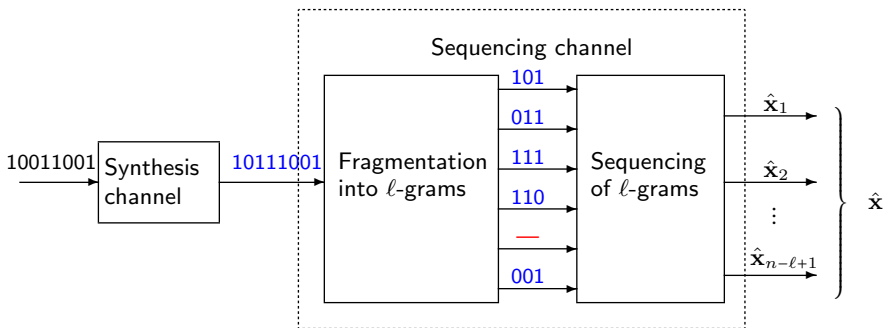 Sequencing channel
10011001
Synthesis
channel
10111001
Fragmentation
into ℓ-grams
101
011
111
110
—
001
Sequencing
of ℓ-grams
x̂₁
x̂₂
⋮
x̂ₙ₋ℓ₊₁
x̂